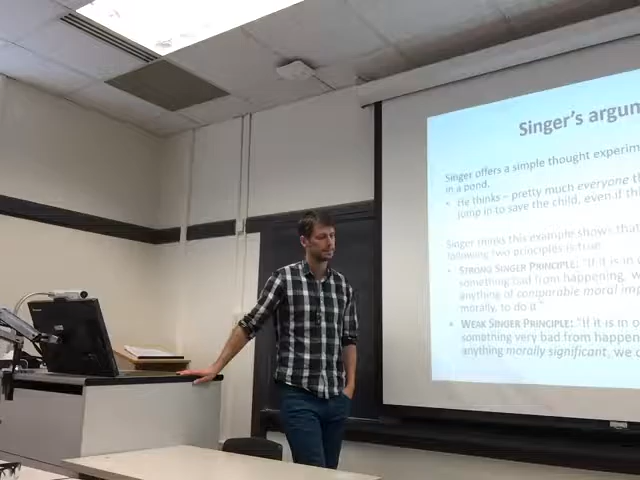 Singer's argum
Singer offers a simple thought experim
in a pond.
• He thinks – pretty much everyone th
jump in to save the child, even if th
Singer thinks this example shows that
following two principles is true
• STRONG SINGER PRINCIPLE: "If it is in o
something bad from happening, w
anything of comparable moral imp
morally, to do it"
• WEAK SINGER PRINCIPLE: "If it is in o
something very bad from happen
anything morally significant, we o